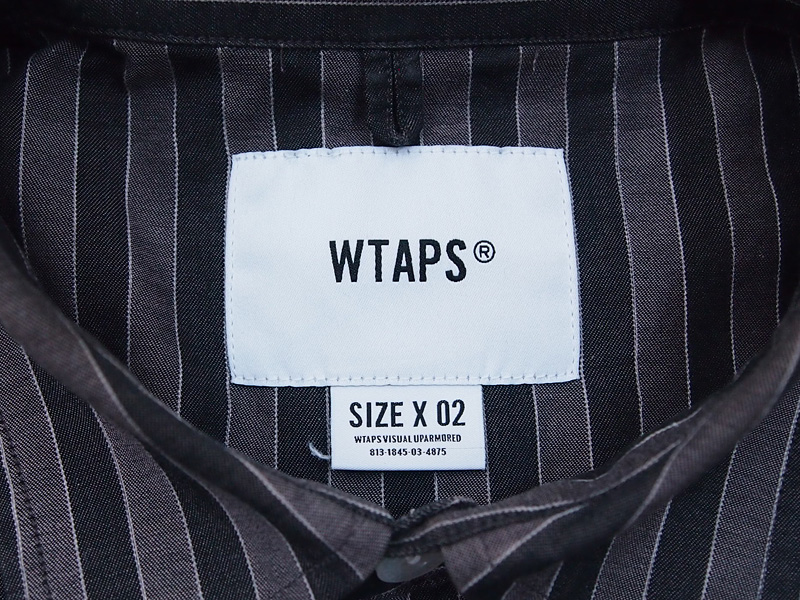 WTAPS®
SIZE X 02
WTAPS VISUAL UPARMORED
813-1845-03-4875